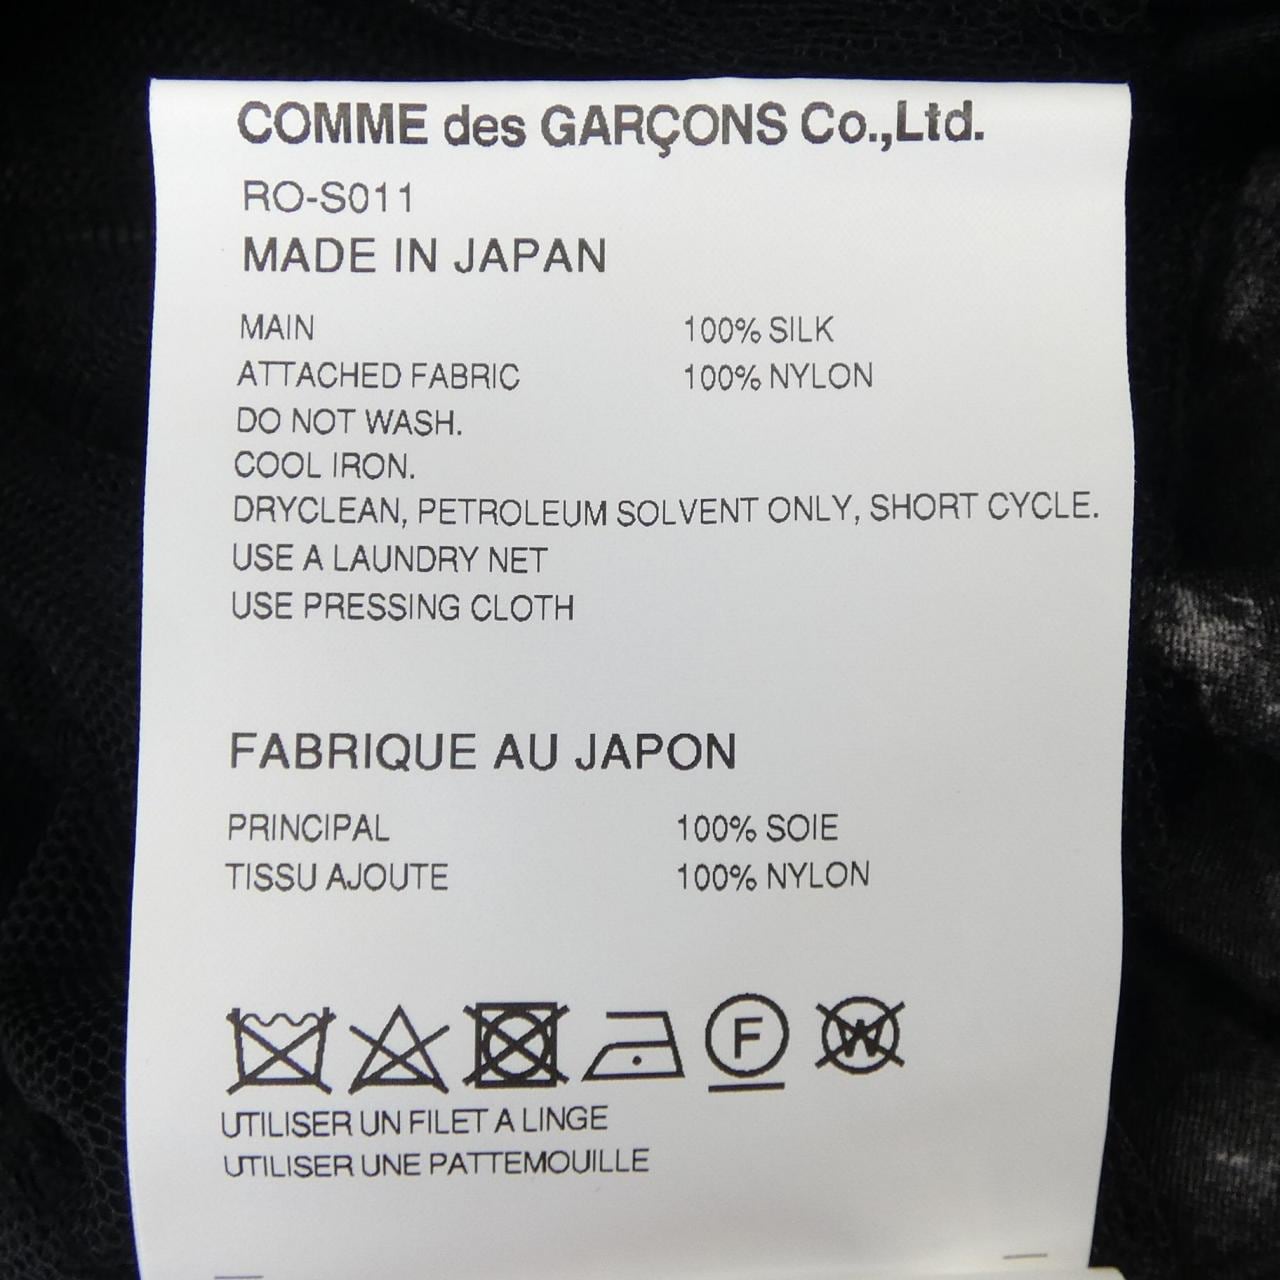 COMME des GARÇONS Co.,Ltd.
RO-S011
MADE IN JAPAN
MAIN 100% SILK
ATTACHED FABRIC 100% NYLON
DO NOT WASH.
COOL IRON.
DRYCLEAN, PETROLEUM SOLVENT ONLY, SHORT CYCLE.
USE A LAUNDRY NET
USE PRESSING CLOTH
FABRIQUE AU JAPON
PRINCIPAL 100% SOIE
TISSU AJOUTE 100% NYLON
F W
UTILISER UN FILET A LINGE
UTILISER UNE PATTEMOUILLE